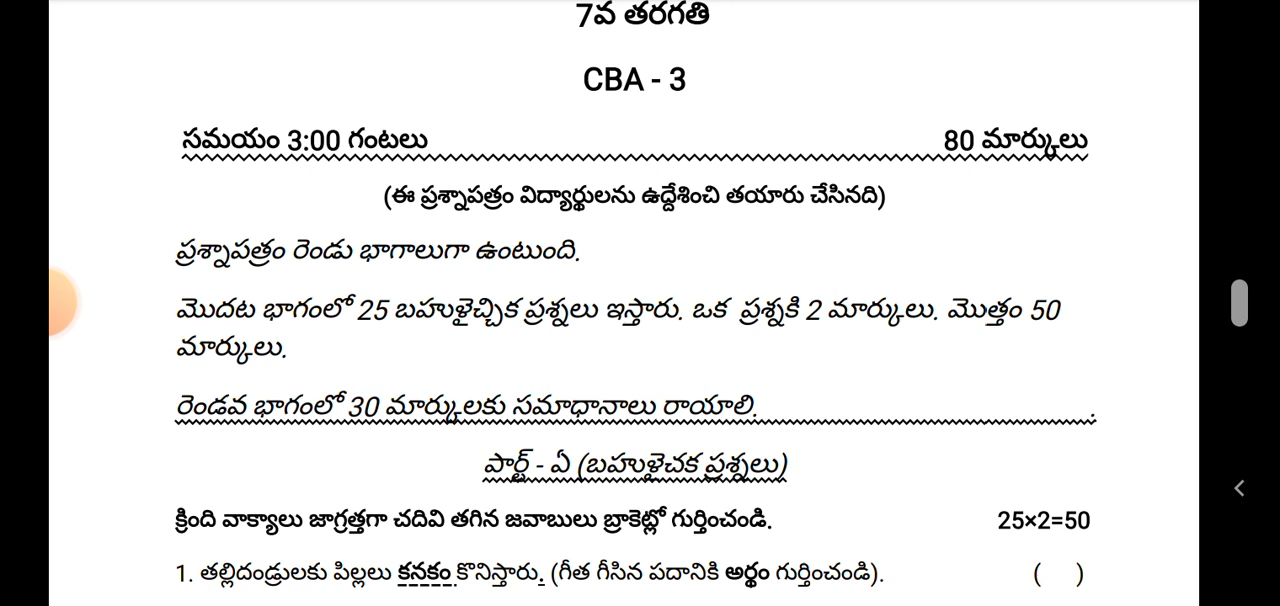 7వ తరగతి
CBA - 3
సమయం 3:00 గంటలు 80 మార్కులు
(ఈ ప్రశ్నాపత్రం విద్యార్థులను ఉద్దేశించి తయారు చేసినది)
ప్రశ్నాపత్రం రెండు భాగాలుగా ఉంటుంది.
మొదట భాగంలో 25 బహుళైచ్చిక ప్రశ్నలు ఇస్తారు. ఒక ప్రశ్నకి 2 మార్కులు. మొత్తం 50
మార్కులు.
రెండవ భాగంలో 30 మార్కులకు సమాధానాలు రాయాలి. .
పార్ట్ - ఏ (బహుళైచక ప్రశ్నలు)
క్రింది వాక్యాలు జాగ్రత్తగా చదివి తగిన జవాబులు బ్రాకెట్లో గుర్తించండి. 25×2=50
1. తల్లిదండ్రులకు పిల్లలు కనకం కొనిస్తారు. (గీత గీసిన పదానికి అర్థం గుర్తించండి). ( )